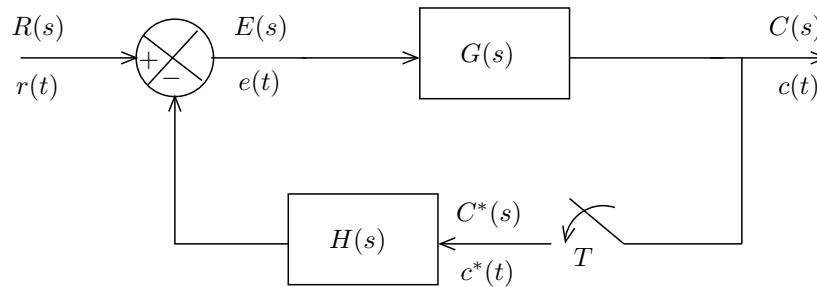 R(s)
r(t)
+
−
E(s)
e(t)
G(s)
C(s)
c(t)
H(s)
C*(s)
c*(t)
T